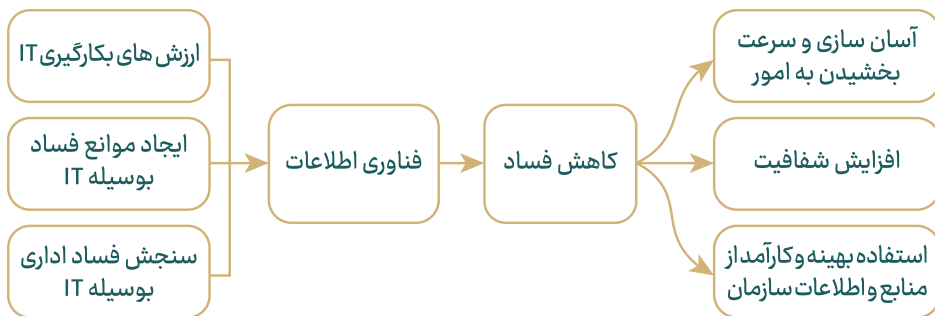 ارزش های بکارگیری IT
ایجاد موانع فساد
بوسیله IT
سنجش فساد اداری
بوسیله IT
فناوری اطلاعات
کاهش فساد
آسان سازی و سرعت
بخشیدن به امور
افزایش شفافیت
استفاده بهینه و کارآمد از
منابع و اطلاعات سازمان